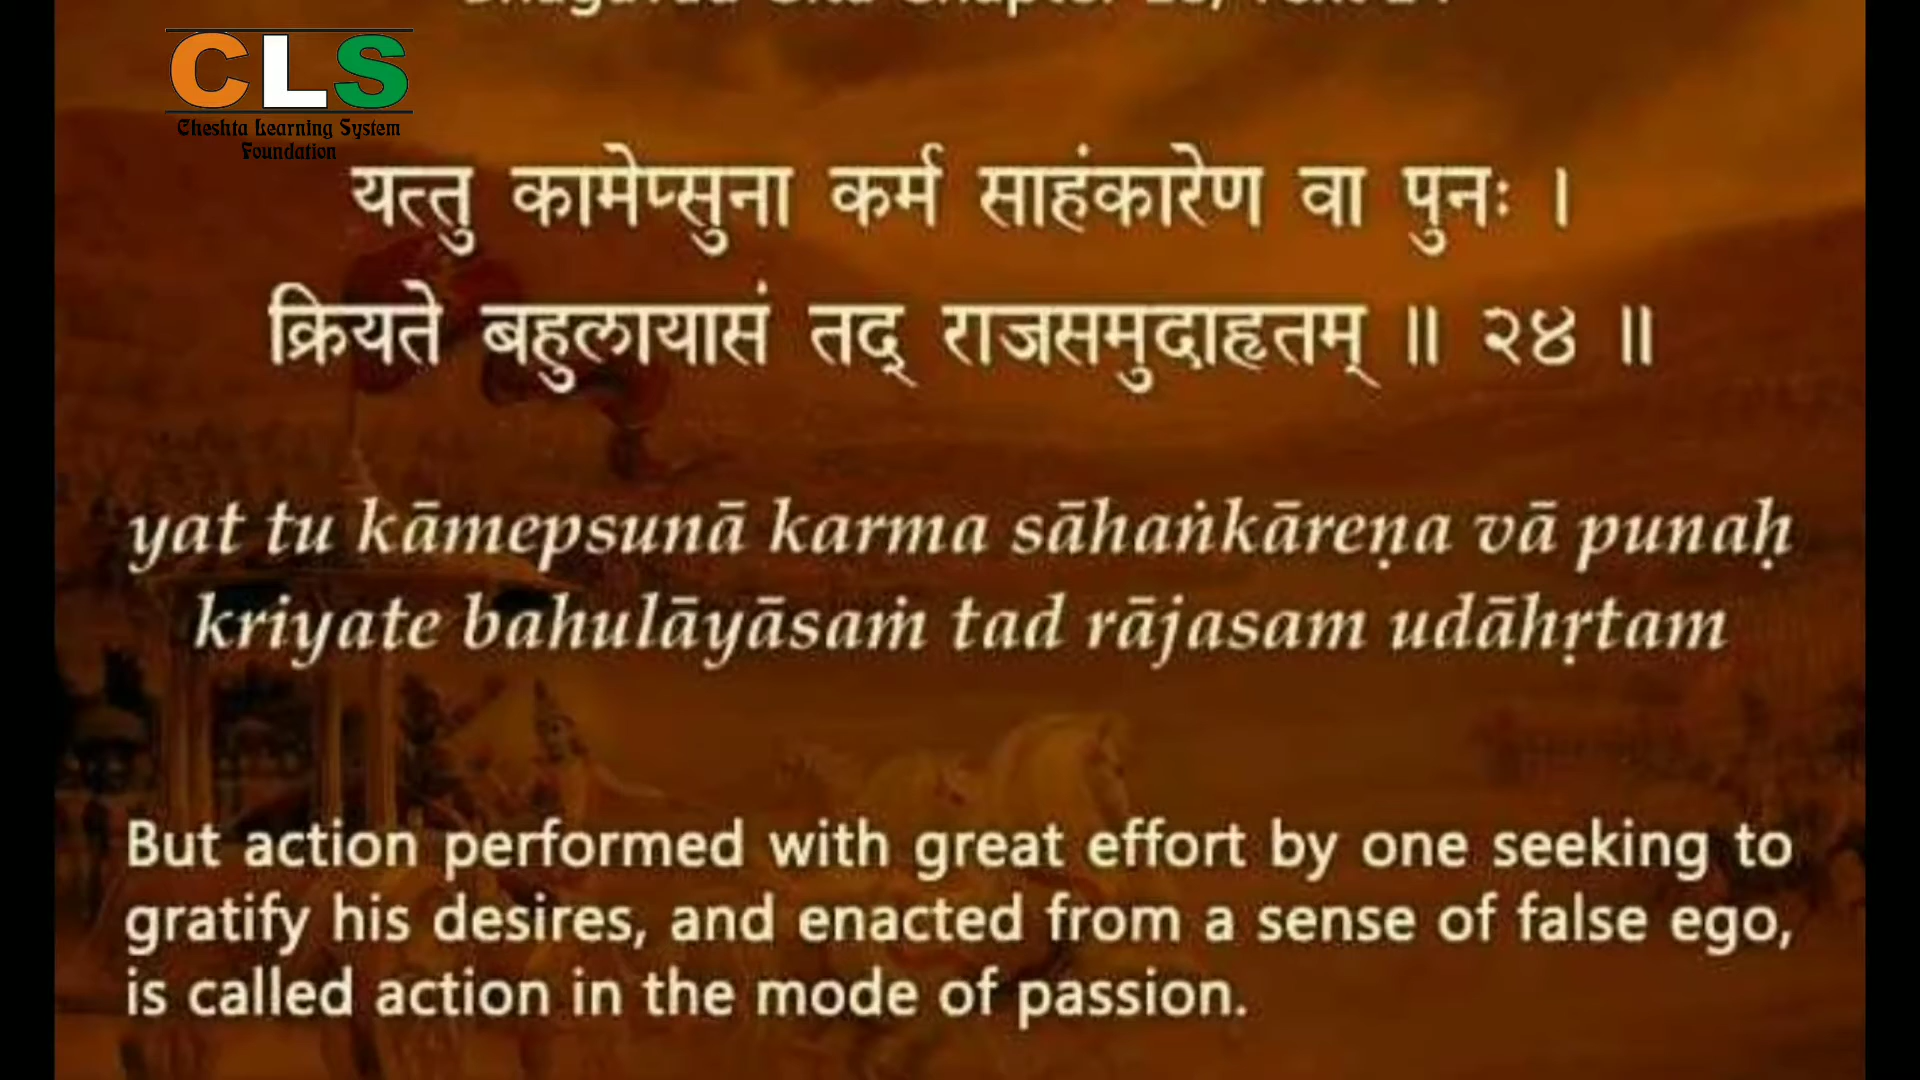 CLS
Cheshta Learning System
Foundation
यत्तु कामेप्सुना कर्म साहंकारेण वा पुनः ।
क्रियते बहुलायासं तद् राजसमुदाहृतम् ॥ २४ ॥
yat tu kāmepsunā karma sāhaṅkāreṇa vā punaḥ
kriyate bahulāyāsaṁ tad rājasam udāhṛtam
But action performed with great effort by one seeking to
gratify his desires, and enacted from a sense of false ego,
is called action in the mode of passion.